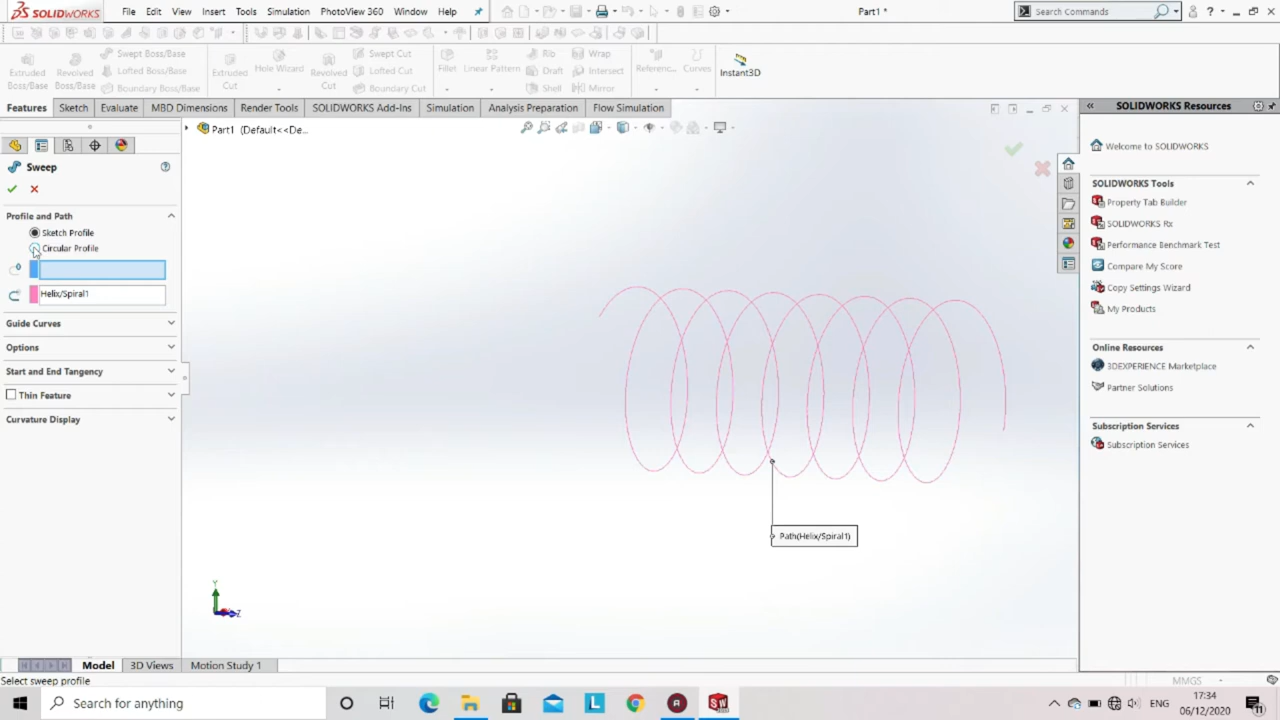 SOLIDWORKS File Edit View Insert Tools Simulation PhotoView 360 Window Help Part1 * Search Commands
Extruded Boss/Base
Revolved Boss/Base
Swept Boss/Base
Lofted Boss/Base
Boundary Boss/Base
Extruded Cut
Hole Wizard
Revolved Cut
Swept Cut
Lofted Cut
Boundary Cut
Fillet
Linear Pattern
Rib
Draft
Shell
Wrap
Intersect
Mirror
Referenc...
Curves
Instant3D
Features Sketch Evaluate MBD Dimensions Render Tools SOLIDWORKS Add-Ins Simulation Analysis Preparation Flow Simulation
Part1 (Default<<De...
Sweep
Profile and Path
Sketch Profile
Circular Profile
Helix/Spiral1
Guide Curves
Options
Start and End Tangency
Thin Feature
Curvature Display
Path(Helix/Spiral1)
Y
Z
SOLIDWORKS Resources
Welcome to SOLIDWORKS
SOLIDWORKS Tools
Property Tab Builder
SOLIDWORKS Rx
Performance Benchmark Test
Compare My Score
Copy Settings Wizard
My Products
Online Resources
3DEXPERIENCE Marketplace
Partner Solutions
Subscription Services
Subscription Services
Model 3D Views Motion Study 1
Select sweep profile
MMGS
Search for anything
ENG
17:34
06/12/2020
11